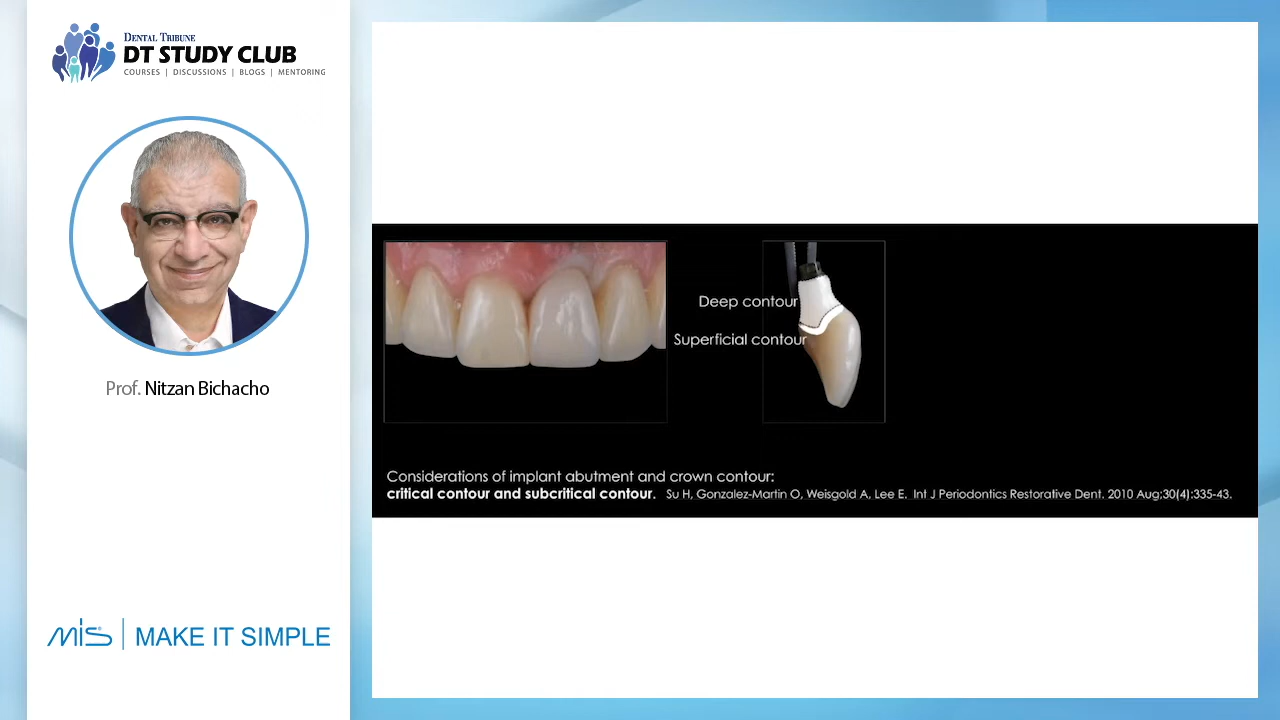 DENTAL TRIBUNE
DT STUDY CLUB
COURSES | DISCUSSIONS | BLOGS | MENTORING
Prof. Nitzan Bichacho
MIS® | MAKE IT SIMPLE
Deep contour
Superficial contour
Considerations of implant abutment and crown contour:
critical contour and subcritical contour. Su H, Gonzalez-Martin O, Weisgold A, Lee E. Int J Periodontics Restorative Dent. 2010 Aug;30(4):335-43.